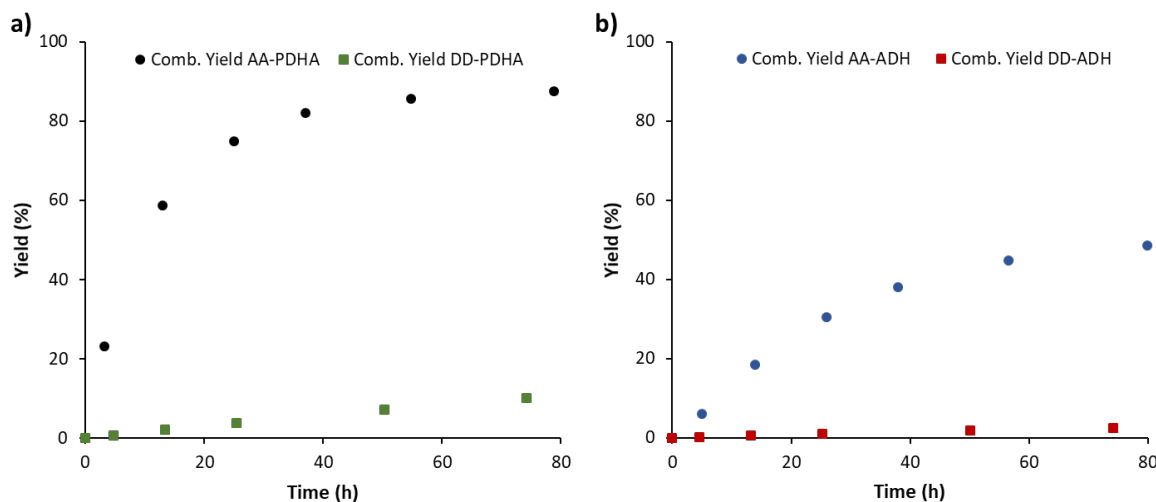 a)
Comb. Yield AA-PDHA
Comb. Yield DD-PDHA
100
80
60
40
20
0
Yield (%)
0 20 40 60 80
Time (h)
b)
Comb. Yield AA-ADH
Comb. Yield DD-ADH
100
80
60
40
20
0
Yield (%)
0 20 40 60 80
Time (h)